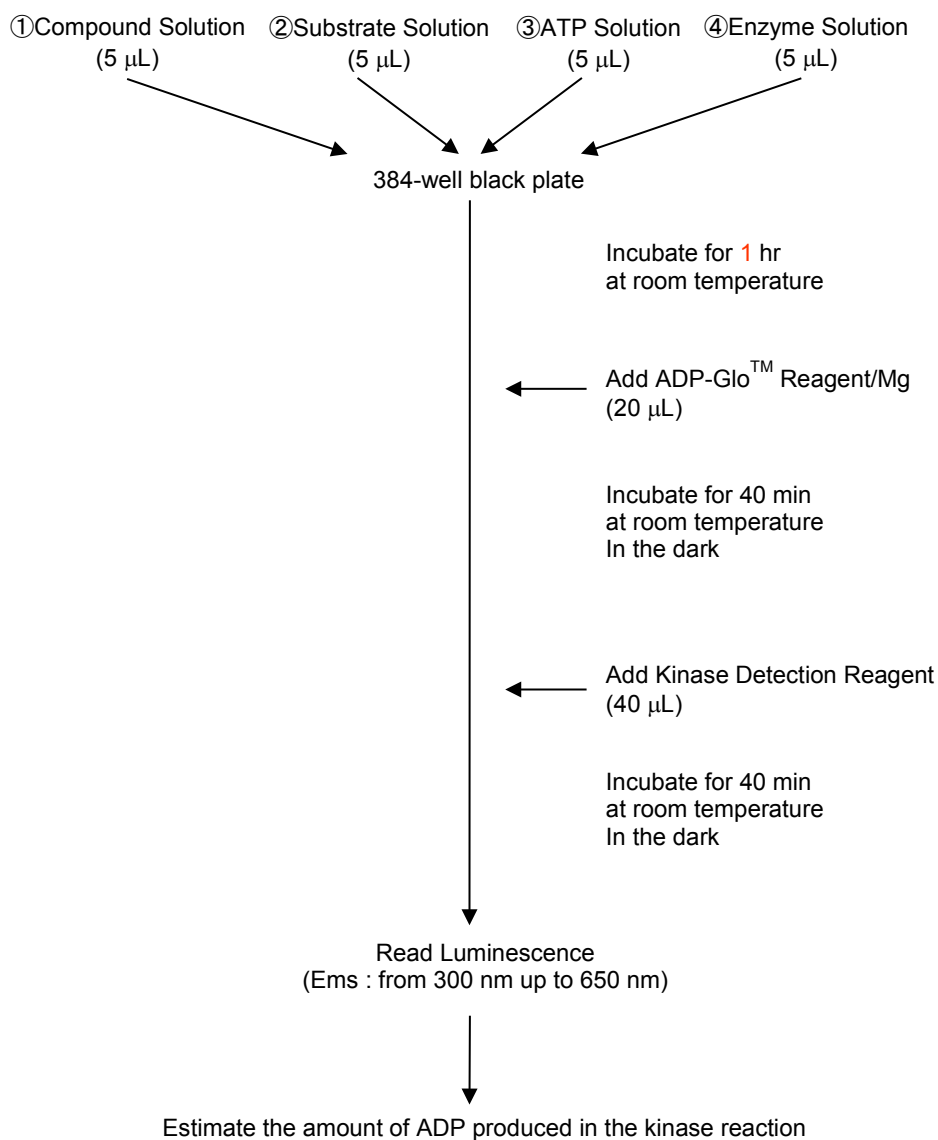 ①Compound Solution
(5 μL)
②Substrate Solution
(5 μL)
③ATP Solution
(5 μL)
④Enzyme Solution
(5 μL)
384-well black plate
Incubate for 1 hr
at room temperature
Add ADP-Glo™ Reagent/Mg
(20 μL)
Incubate for 40 min
at room temperature
In the dark
Add Kinase Detection Reagent
(40 μL)
Incubate for 40 min
at room temperature
In the dark
Read Luminescence
(Ems : from 300 nm up to 650 nm)
Estimate the amount of ADP produced in the kinase reaction